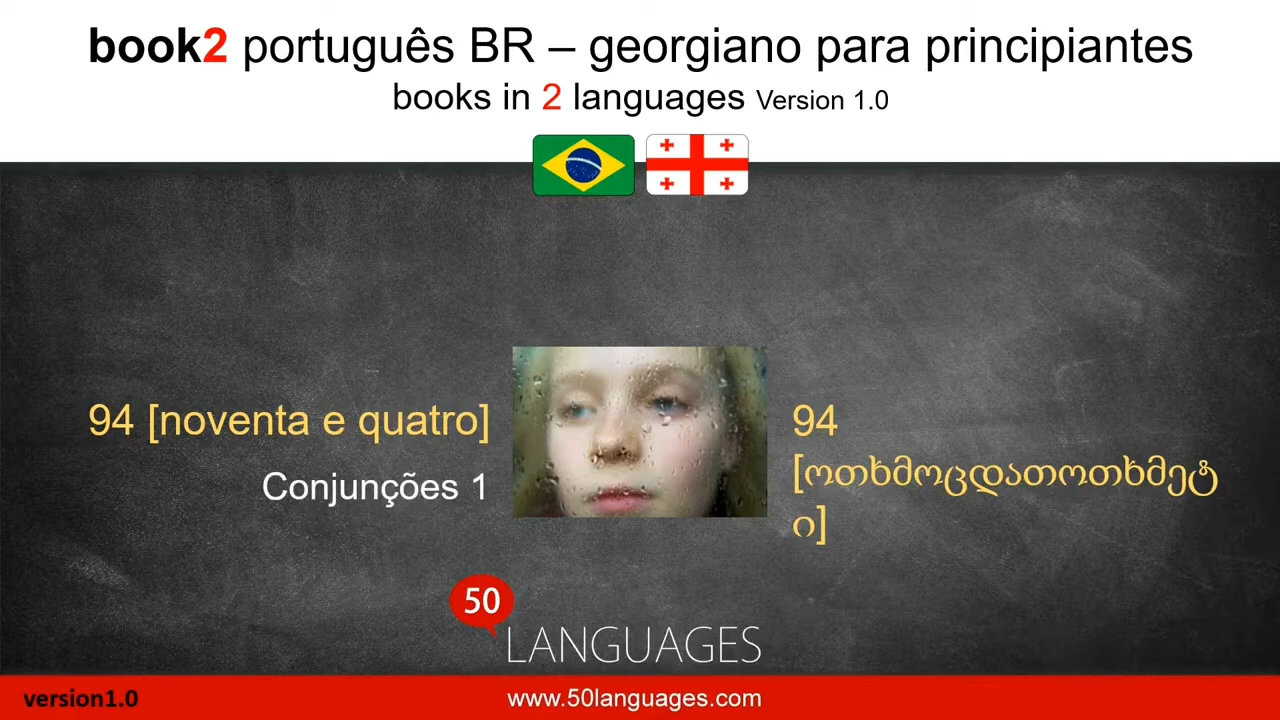 book2 português BR – georgiano para principiantes
books in 2 languages Version 1.0
94 [noventa e quatro]
Conjunções 1
94
[ოთხმოცდათოთხმეტ
ი]
50
LANGUAGES
version1.0
www.50languages.com